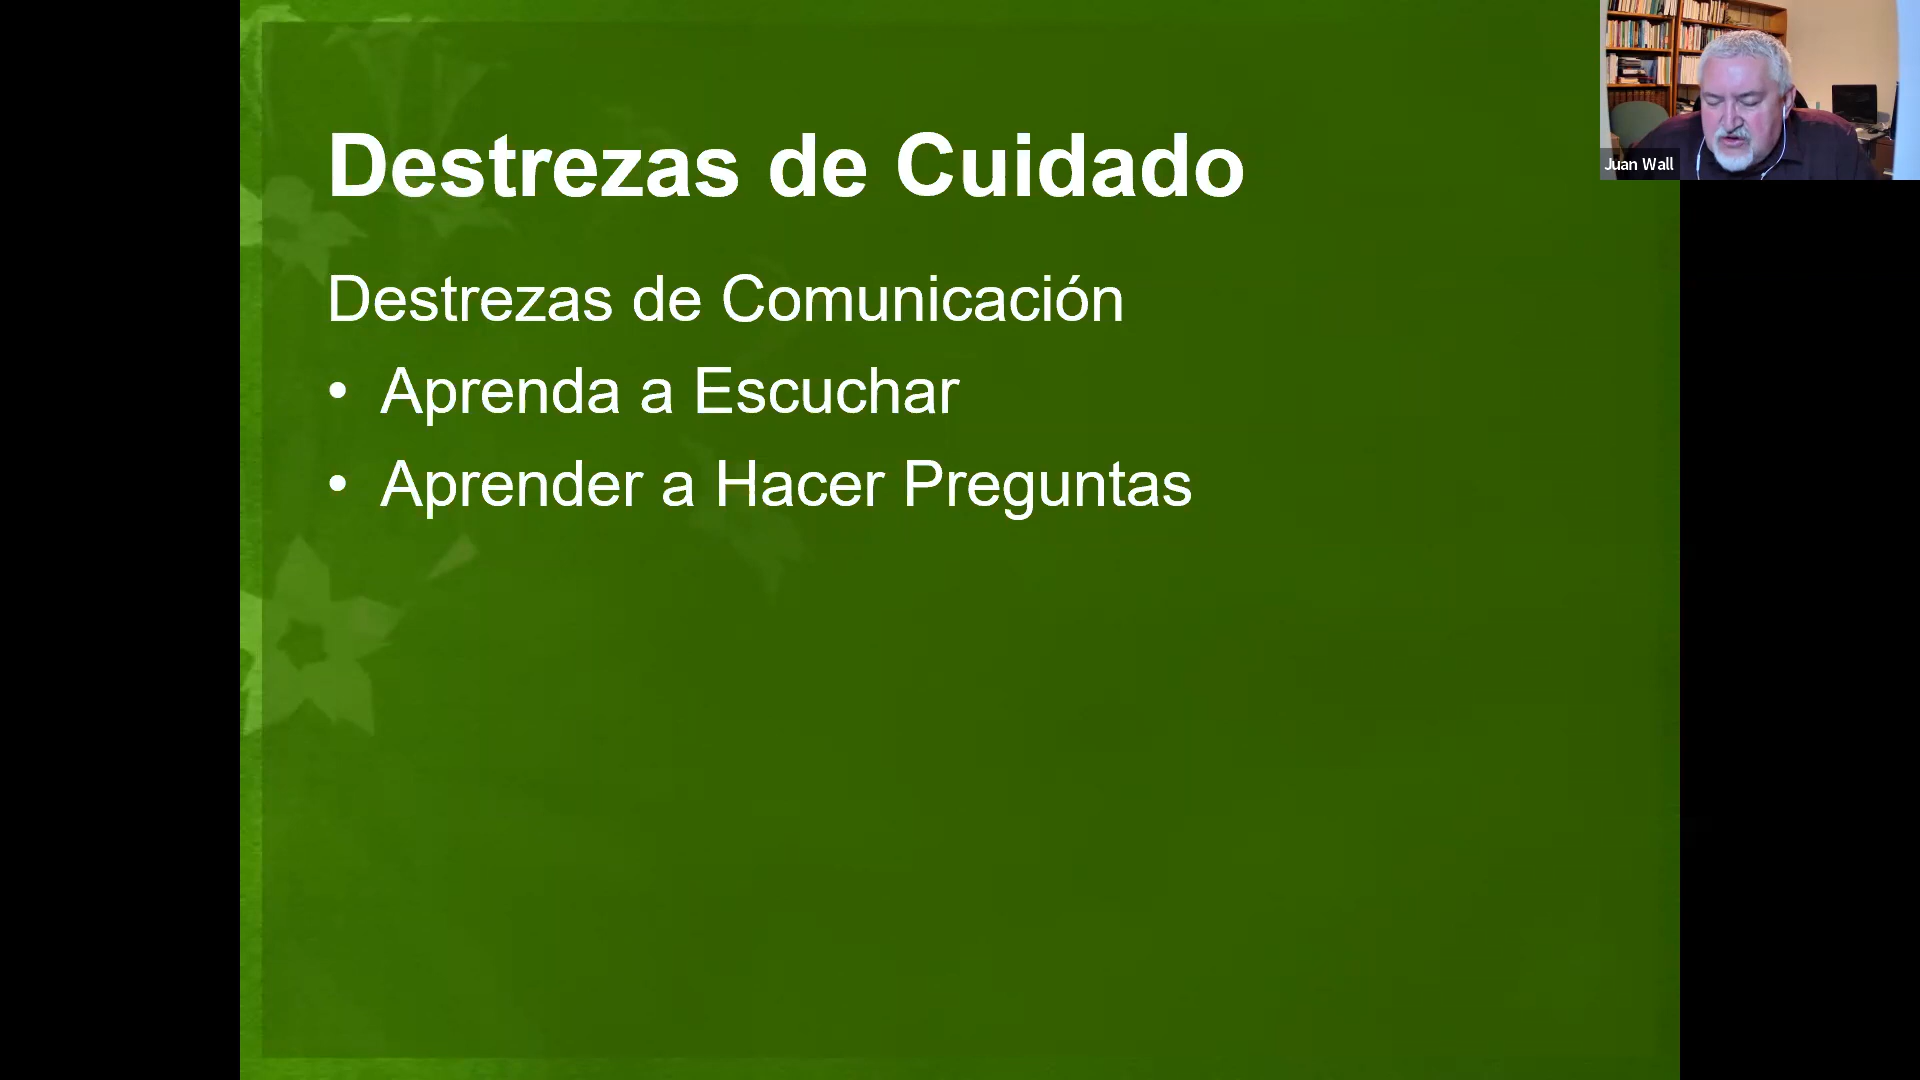 Destrezas de Cuidado
Destrezas de Comunicación
• Aprenda a Escuchar
• Aprender a Hacer Preguntas
Juan Wall